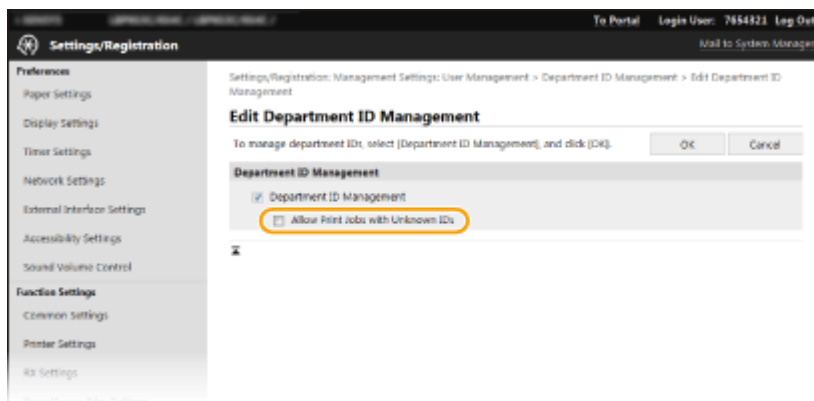 To Portal Login User: 7654321 Log Out
Settings/Registration
Mail to System Manager
Preferences
Paper Settings
Display Settings
Timer Settings
Network Settings
External Interface Settings
Accessibility Settings
Sound Volume Control
Function Settings
Common Settings
Printer Settings
RX Settings
Settings/Registration: Management Settings: User Management > Department ID Management > Edit Department ID
Management
Edit Department ID Management
To manage department IDs, select [Department ID Management], and click [OK].
OK
Cancel
Department ID Management
Department ID Management
Allow Print Jobs with Unknown IDs